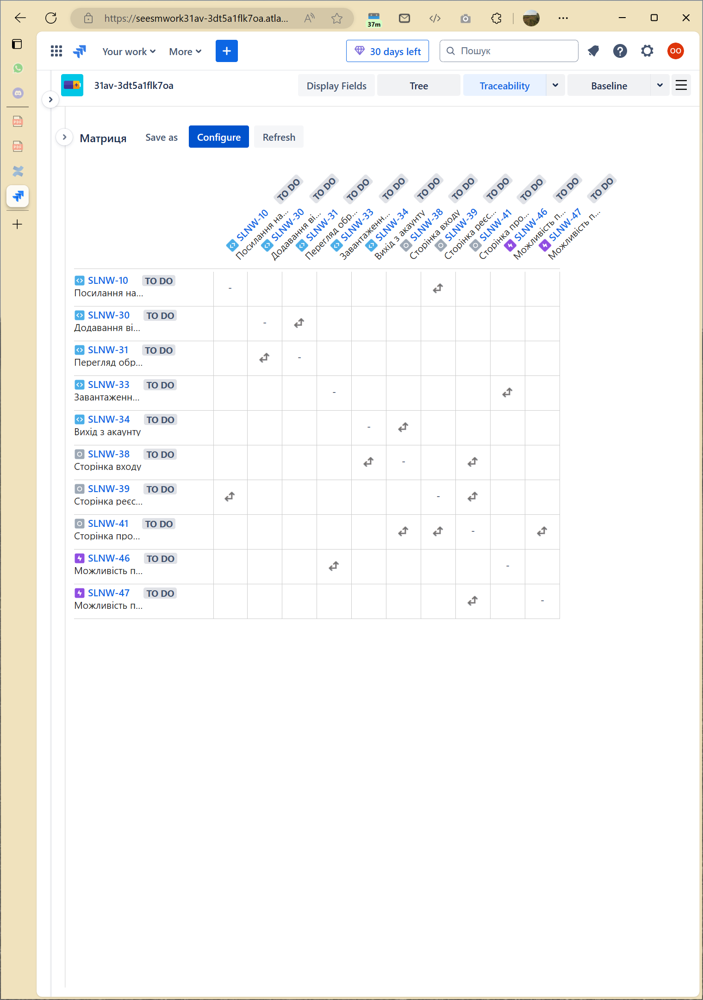 https://seesmwork31av-3dt5a1flk7oa.atla...
37m
Your work
More
+
30 days left
Пошук
OO
31av-3dt5a1flk7oa
Display Fields
Tree
Traceability
Baseline
Матриця
Save as
Configure
Refresh
SLNW-10 TO DO
Посилання на...
SLNW-30 TO DO
Додавання ві...
SLNW-31 TO DO
Перегляд обр...
SLNW-33 TO DO
Завантаженн...
SLNW-34 TO DO
Вихід з акаунту
SLNW-38 TO DO
Сторінка входу
SLNW-39 TO DO
Сторінка реєс...
SLNW-41 TO DO
Сторінка про...
SLNW-46 TO DO
Можливість п...
SLNW-47 TO DO
Можливість п...
SLNW-10 TO DO
Посилання на...
-
SLNW-30 TO DO
Додавання ві...
-
SLNW-31 TO DO
Перегляд обр...
-
SLNW-33 TO DO
Завантаженн...
-
SLNW-34 TO DO
Вихід з акаунту
-
SLNW-38 TO DO
Сторінка входу
-
SLNW-39 TO DO
Сторінка реєс...
-
SLNW-41 TO DO
Сторінка про...
-
SLNW-46 TO DO
Можливість п...
-
SLNW-47 TO DO
Можливість п...
-
PDF
PDF